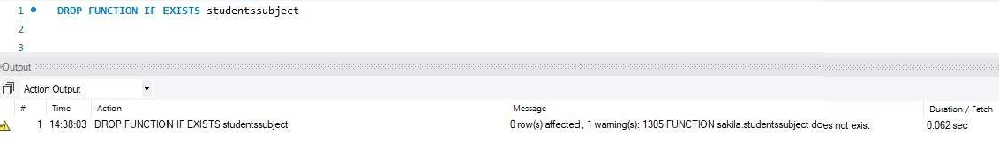 1 DROP FUNCTION IF EXISTS studentssubject
2
3
Output
Action Output
# Time Action Message Duration / Fetch
1 14:38:03 DROP FUNCTION IF EXISTS studentssubject 0 row(s) affected, 1 warning(s): 1305 FUNCTION sakila.studentssubject does not exist 0.062 sec